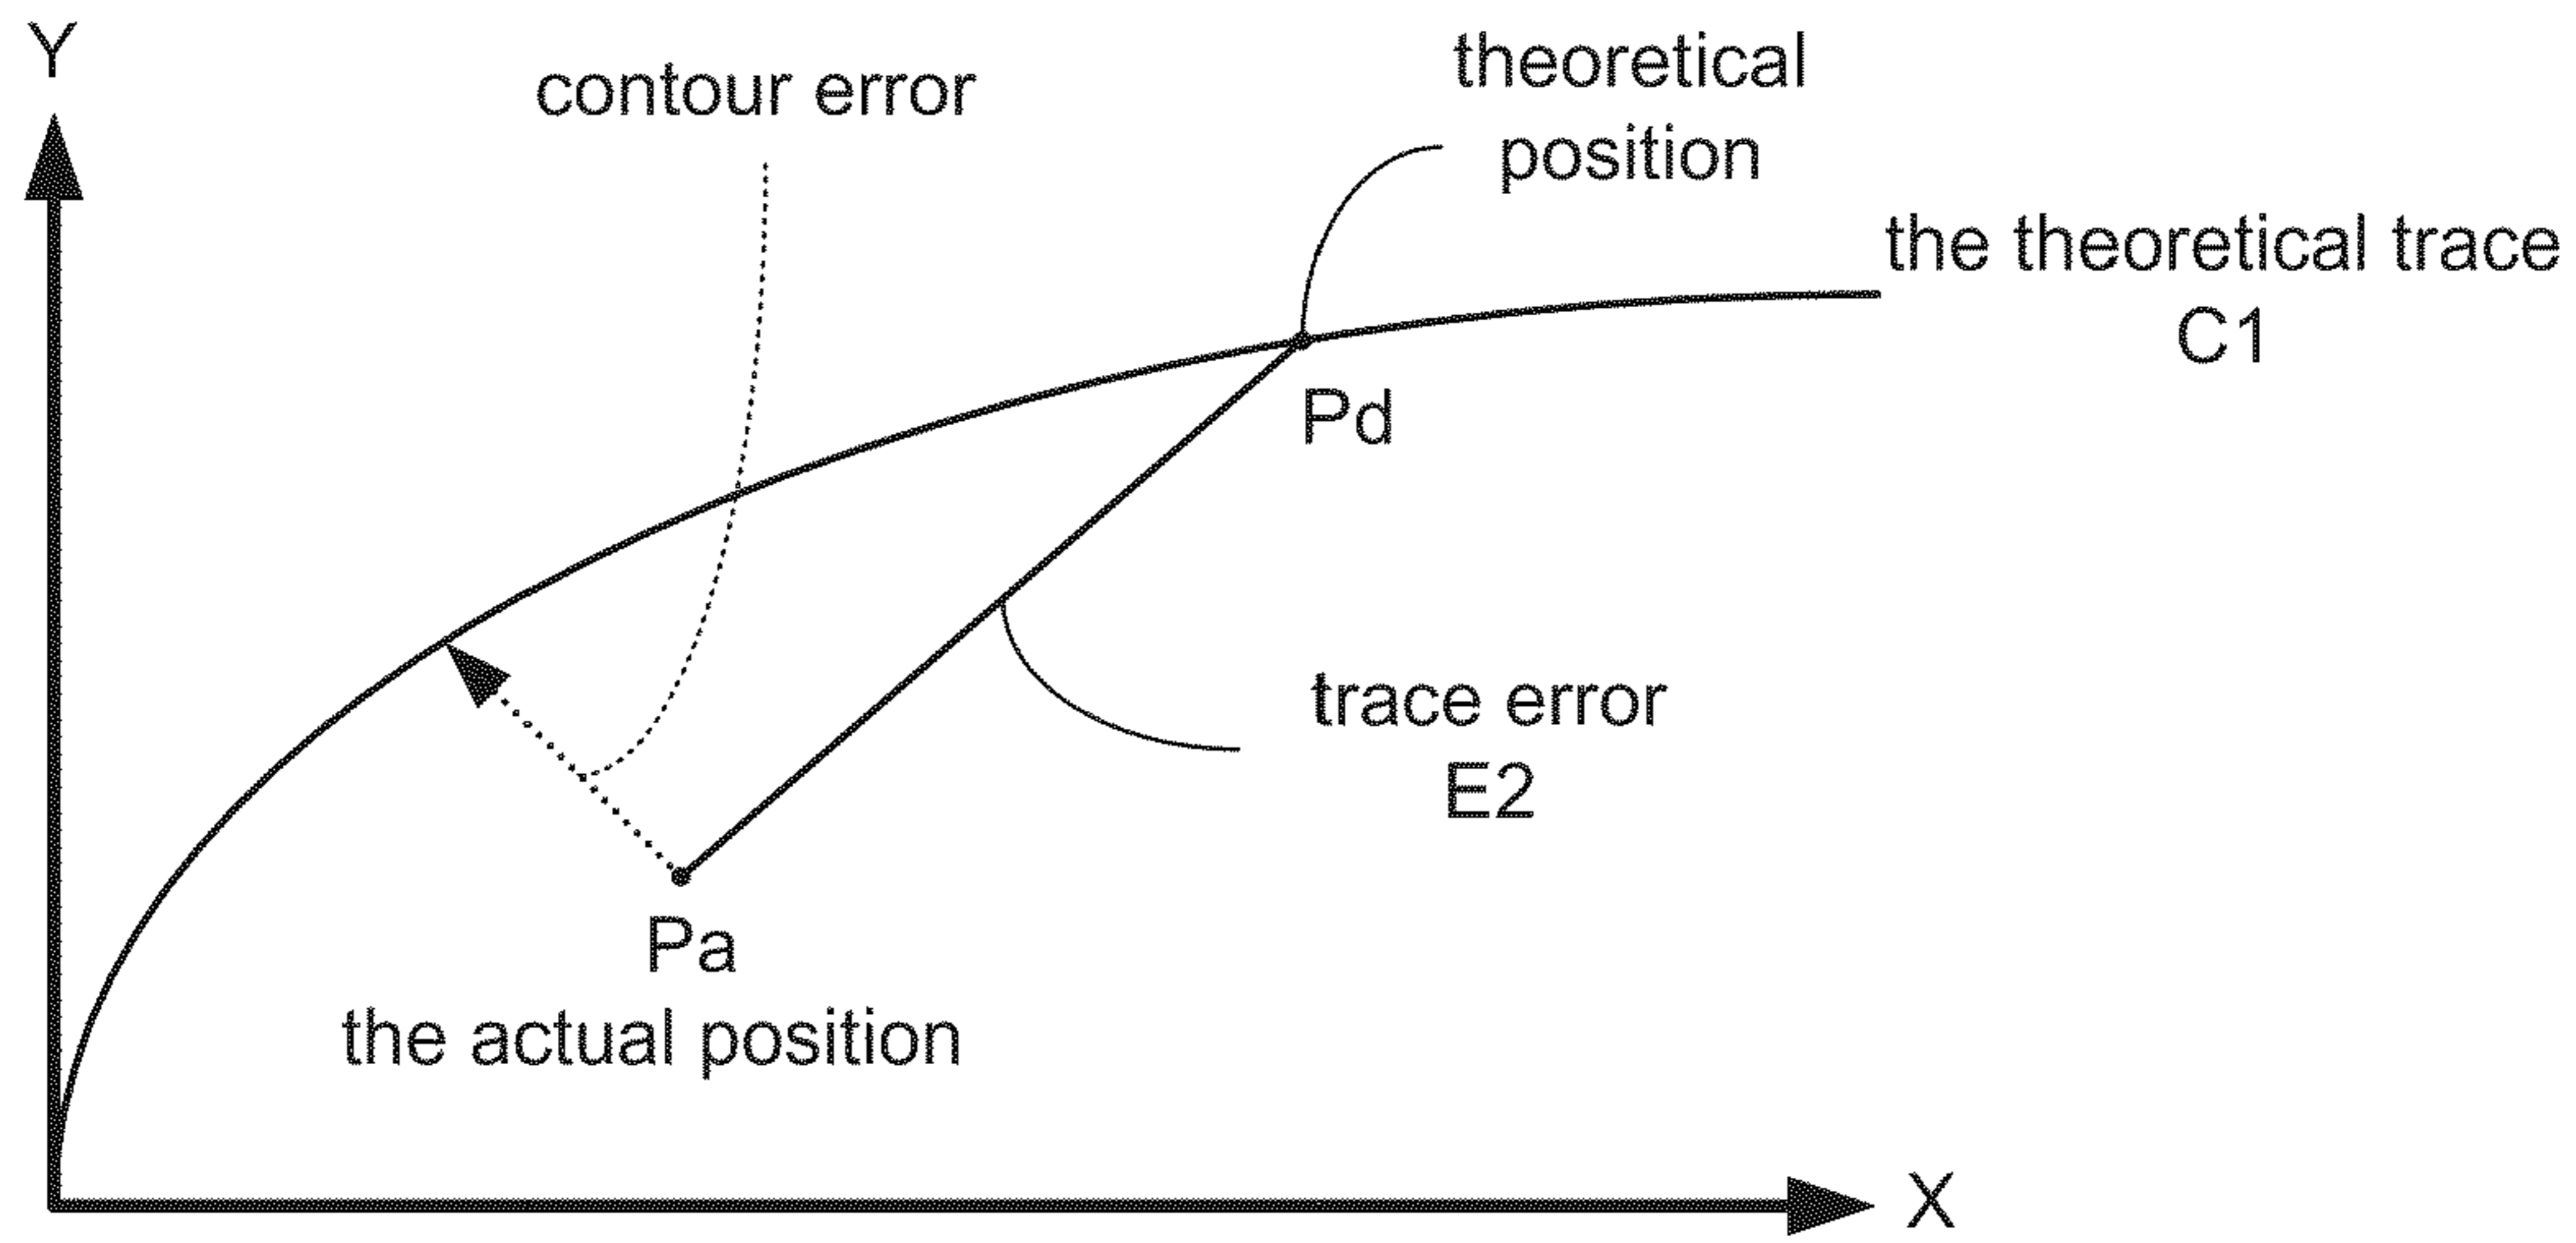 Y
contour error
theoretical
position
the theoretical trace
C1
Pd
trace error
E2
Pa
the actual position
X